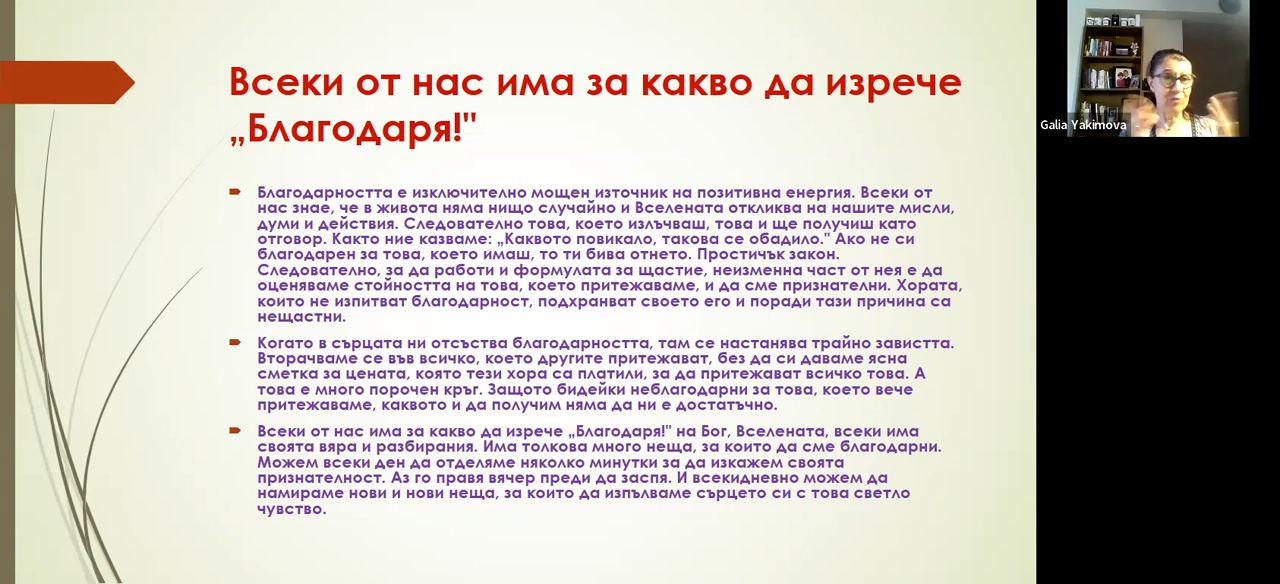 Всеки от нас има за какво да изрече
„Благодаря!"
Благодарността е изключително мощен източник на позитивна енергия. Всеки от
нас знае, че в живота няма нищо случайно и Вселената откликва на нашите мисли,
думи и действия. Следователно това, което излъчваш, това и ще получиш като
отговор. Както ние казваме: „Каквото повикало, такова се обадило." Ако не си
благодарен за това, което имаш, то ти бива отнето. Простичък закон.
Следователно, за да работи и формулата за щастие, неизменна част от нея е да
оценяваме стойността на това, което притежаваме, и да сме признателни. Хората,
които не изпитват благодарност, подхранват своето его и поради тази причина са
нещастни.
Когато в сърцата ни отсъства благодарността, там се настанява трайно завистта.
Вторачваме се във всичко, което другите притежават, без да си даваме ясна
сметка за цената, която тези хора са платили, за да притежават всичко това. А
това е много порочен кръг. Защото бидейки неблагодарни за това, което вече
притежаваме, каквото и да получим няма да ни е достатъчно.
Всеки от нас има за какво да изрече „Благодаря!" на Бог, Вселената, всеки има
своята вяра и разбирания. Има толкова много неща, за които да сме благодарни.
Можем всеки ден да отделяме няколко минутки за да изкажем своята
признателност. Аз го правя вячер преди да заспя. И всекидневно можем да
намираме нови и нови неща, за които да изпълваме сърцето си с това светло
чувство.
Galia Yakimova